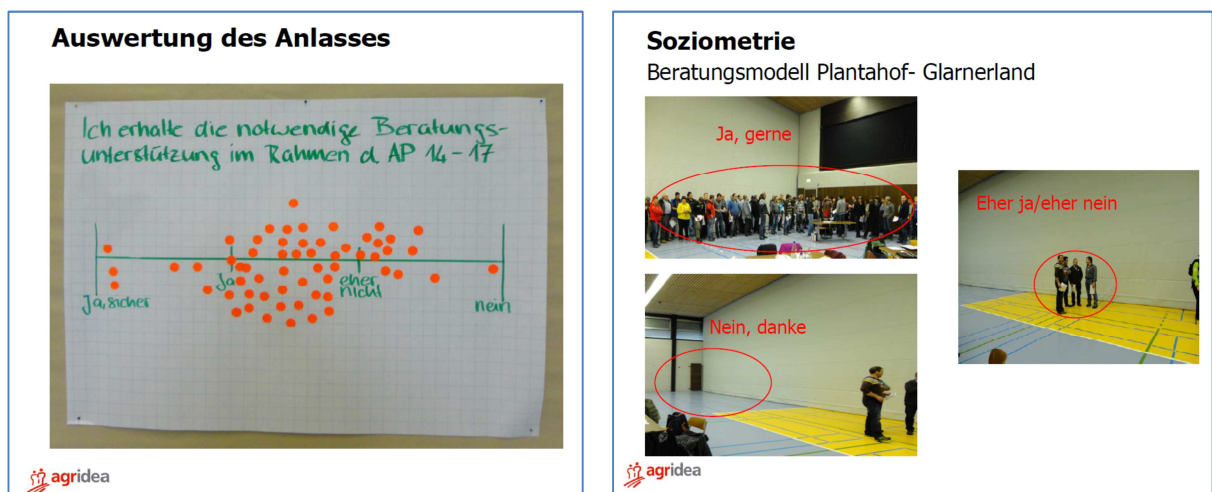 Auswertung des Anlasses
Ich erhalte die notwendige Beratungs-
unterstützung im Rahmen d. AP 14-17
Ja, sicher
Ja
eher
nicht
nein
agridea
Soziometrie
Beratungsmodell Plantahof- Glarnerland
Ja, gerne
Eher ja/eher nein
Nein, danke
agridea